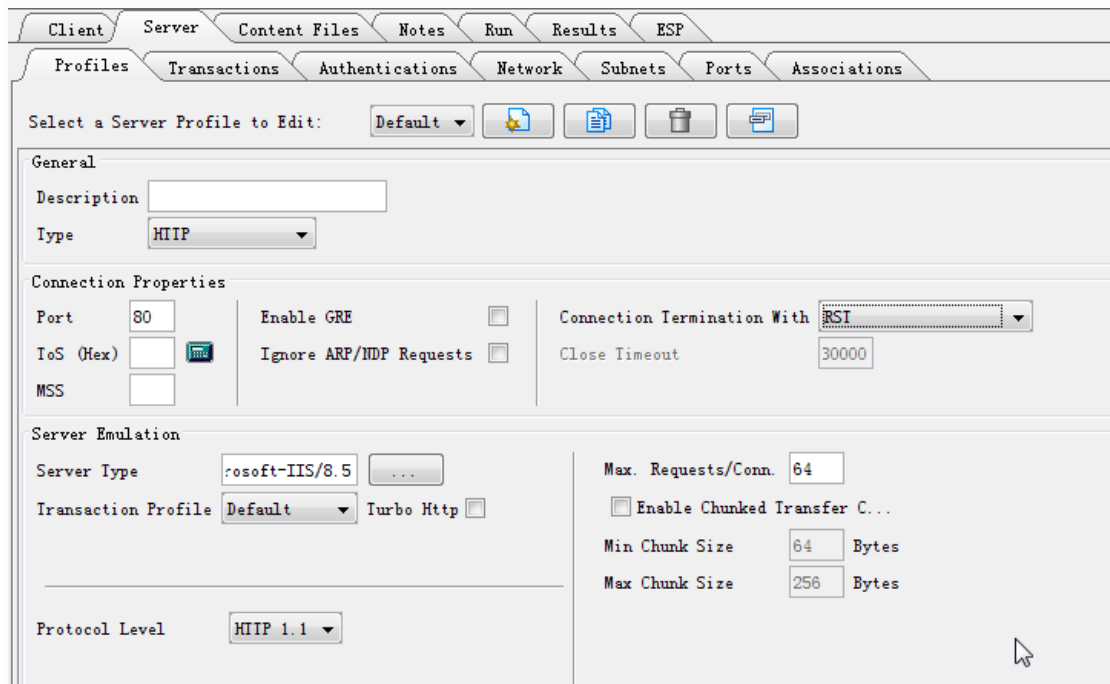 Client Server Content Files Notes Run Results ESP
Profiles Transactions Authentications Network Subnets Ports Associations
Select a Server Profile to Edit: Default
General
Description
Type HTTP
Connection Properties
Port 80 Enable GRE Connection Termination With RST
ToS (Hex) Ignore ARP/NDP Requests Close Timeout 30000
MSS
Server Emulation
Server Type rosoft-IIS/8.5 ... Max. Requests/Conn. 64
Transaction Profile Default Turbo Http Enable Chunked Transfer C...
Min Chunk Size 64 Bytes
Max Chunk Size 256 Bytes
Protocol Level HTTP 1.1